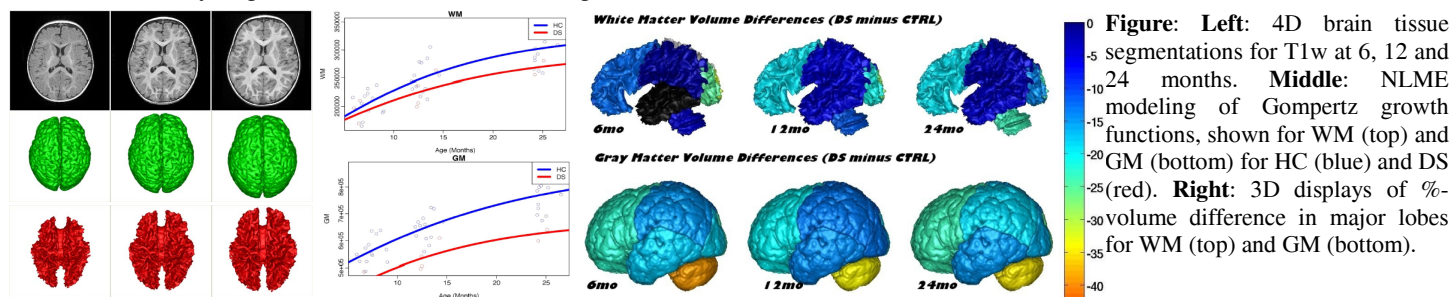 WM
HC
DS
350000
300000
250000
200000
WM
10
15
20
25
Age (Months)
GM
HC
DS
8e+05
7e+05
6e+05
5e+05
GM
10
15
20
25
Age (Months)
White Matter Volume Differences (DS minus CTRL)
6mo
12mo
24mo
Gray Matter Volume Differences (DS minus CTRL)
6mo
12mo
24mo
0
-5
-10
-15
-20
-25
-30
-35
-40
Figure: Left: 4D brain tissue
segmentations for T1w at 6, 12 and
24 months. Middle: NLME
modeling of Gompertz growth
functions, shown for WM (top) and
GM (bottom) for HC (blue) and DS
(red). Right: 3D displays of %-
volume difference in major lobes
for WM (top) and GM (bottom).